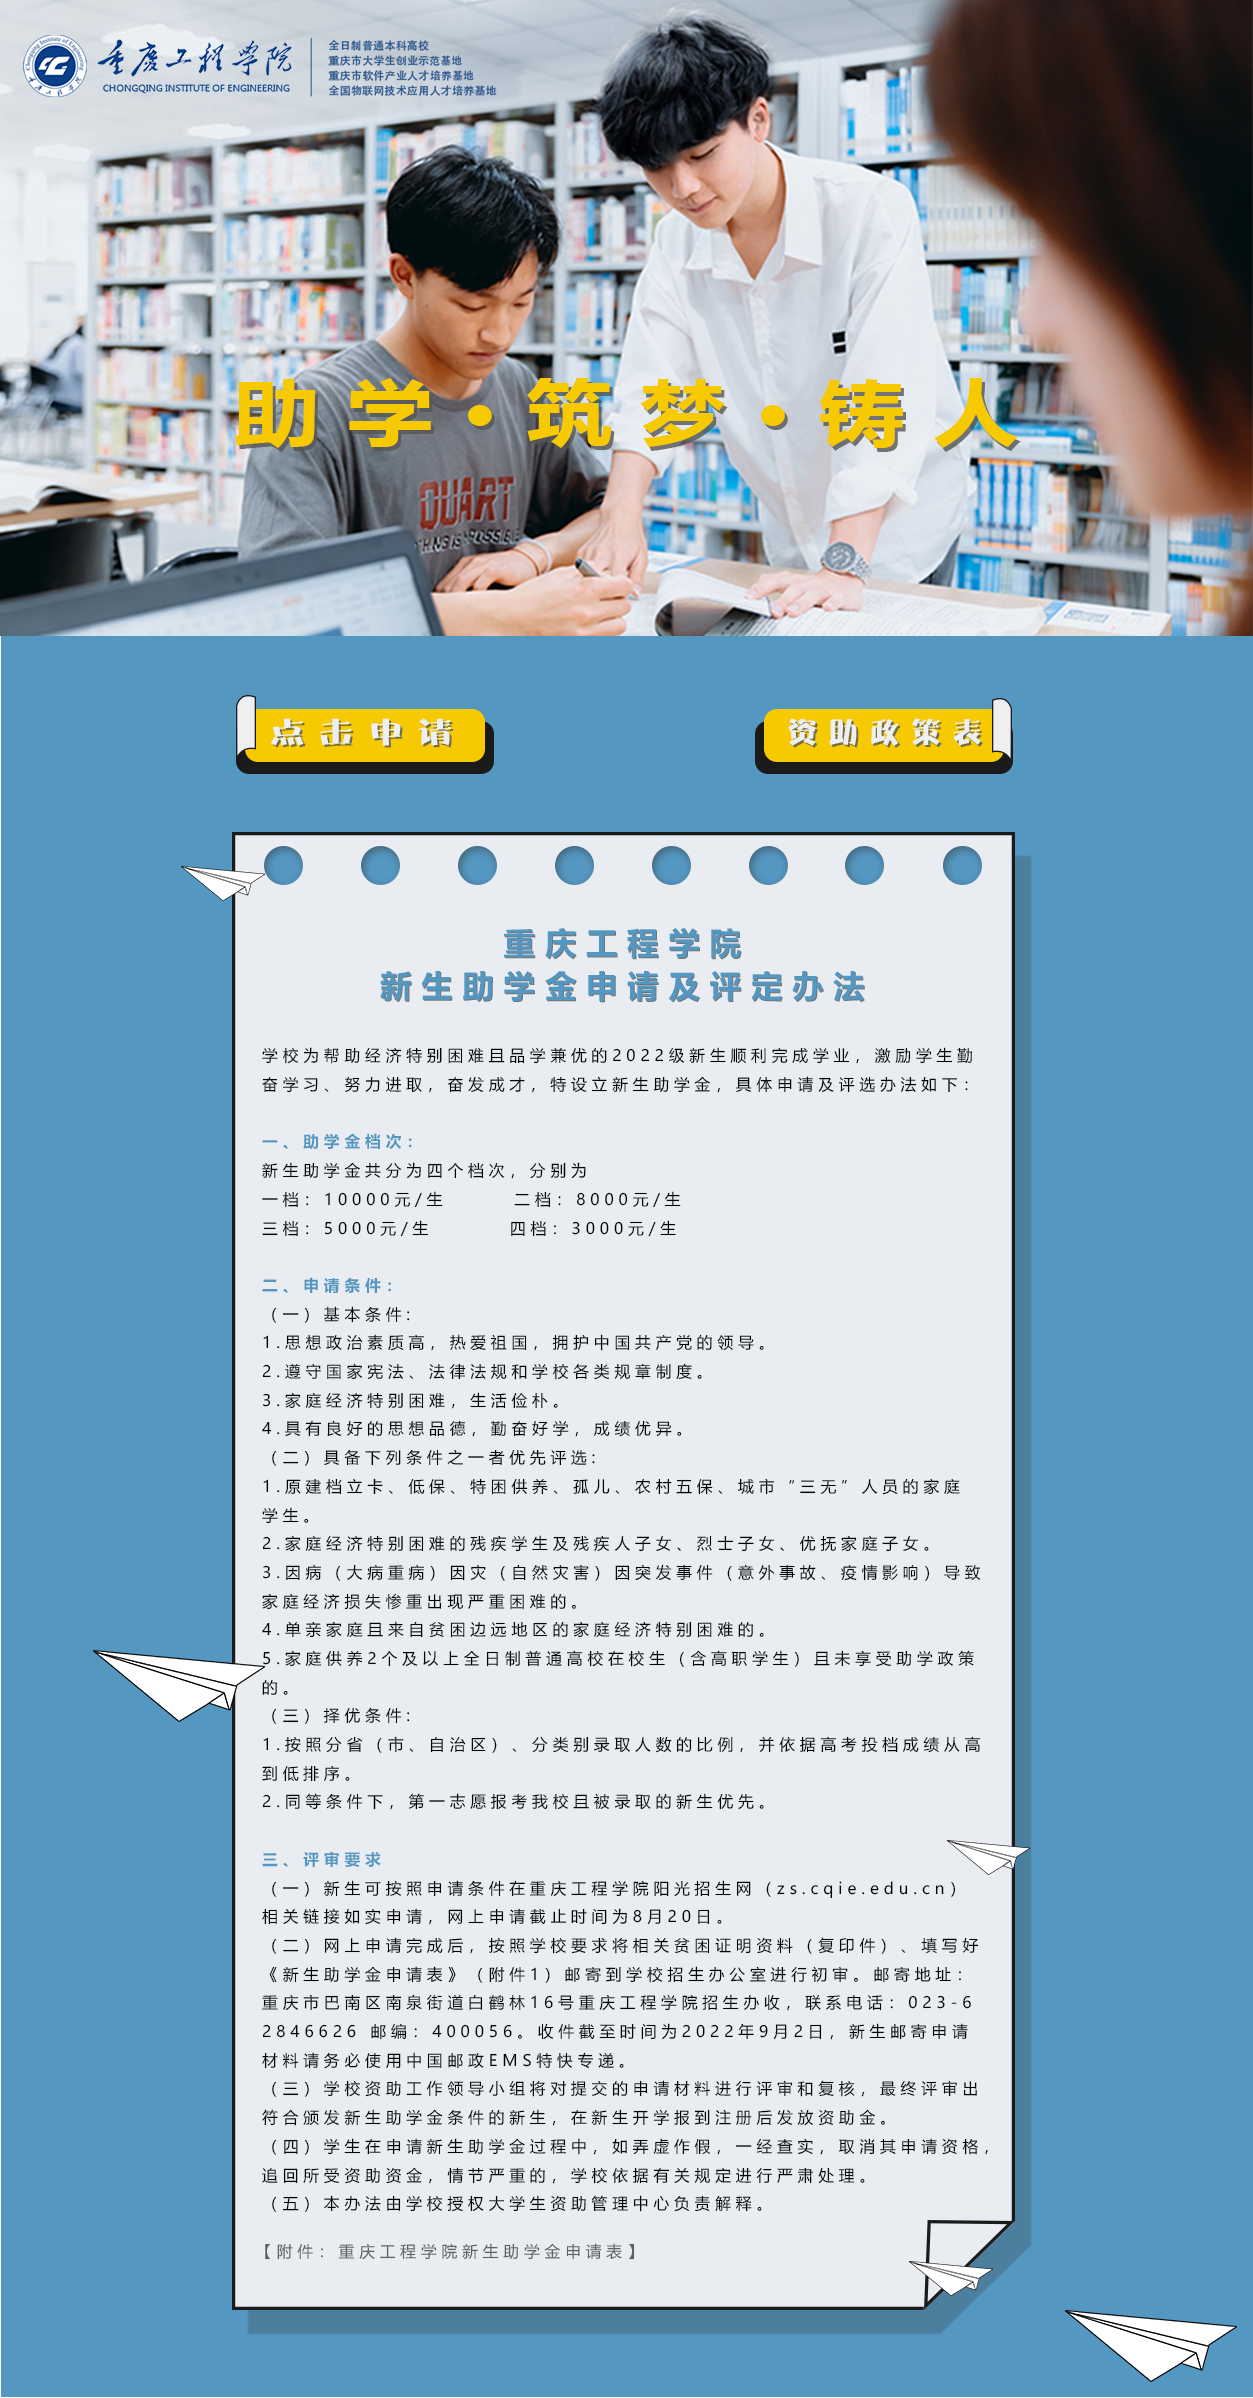 重庆工程学院
CHONGQING INSTITUTE OF ENGINEERING
全日制普通本科高校
重庆市大学生创业示范基地
重庆市软件产业人才培养基地
全国物联网技术应用人才培养基地
助学·筑梦·铸人
QUART
点击申请
资助政策表
重庆工程学院
新生助学金申请及评定办法
学校为帮助经济特别困难且品学兼优的2022级新生顺利完成学业，激励学生勤
奋学习、努力进取，奋发成才，特设立新生助学金，具体申请及评选办法如下：
一、助学金档次：
新生助学金共分为四个档次，分别为
一档：10000元/生 二档：8000元/生
三档：5000元/生 四档：3000元/生
二、申请条件：
（一）基本条件:
1.思想政治素质高，热爱祖国，拥护中国共产党的领导。
2.遵守国家宪法、法律法规和学校各类规章制度。
3.家庭经济特别困难，生活俭朴。
4.具有良好的思想品德，勤奋好学，成绩优异。
（二）具备下列条件之一者优先评选:
1.原建档立卡、低保、特困供养、孤儿、农村五保、城市“三无”人员的家庭
学生。
2.家庭经济特别困难的残疾学生及残疾人子女、烈士子女、优抚家庭子女。
3.因病（大病重病）因灾（自然灾害）因突发事件（意外事故、疫情影响）导致
家庭经济损失惨重出现严重困难的。
4.单亲家庭且来自贫困边远地区的家庭经济特别困难的。
5.家庭供养2个及以上全日制普通高校在校生（含高职学生）且未享受助学政策
的。
（三）择优条件:
1.按照分省（市、自治区）、分类别录取人数的比例，并依据高考投档成绩从高
到低排序。
2.同等条件下，第一志愿报考我校且被录取的新生优先。
三、评审要求
（一）新生可按照申请条件在重庆工程学院阳光招生网（zs.cqie.edu.cn）
相关链接如实申请，网上申请截止时间为8月20日。
（二）网上申请完成后，按照学校要求将相关贫困证明资料（复印件）、填写好
《新生助学金申请表》（附件1）邮寄到学校招生办公室进行初审。邮寄地址：
重庆市巴南区南泉街道白鹤林16号重庆工程学院招生办收，联系电话：023-6
2846626 邮编：400056。收件截至时间为2022年9月2日，新生邮寄申请
材料请务必使用中国邮政EMS特快专递。
（三）学校资助工作领导小组将对提交的申请材料进行评审和复核，最终评审出
符合颁发新生助学金条件的新生，在新生开学报到注册后发放资助金。
（四）学生在申请新生助学金过程中，如弄虚作假，一经查实，取消其申请资格，
追回所受资助资金，情节严重的，学校依据有关规定进行严肃处理。
（五）本办法由学校授权大学生资助管理中心负责解释。
【附件：重庆工程学院新生助学金申请表】